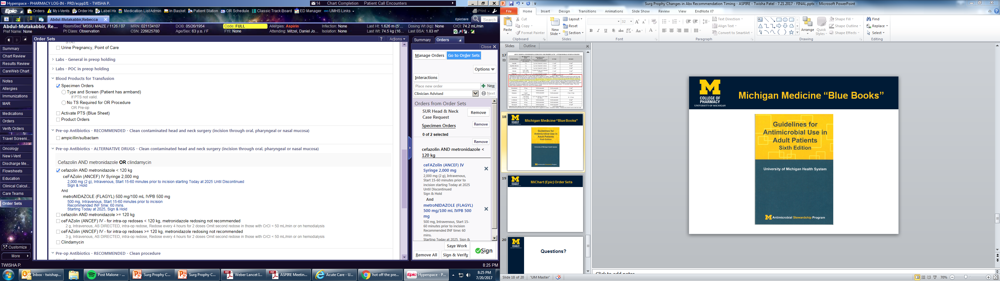 Hyperspace - PHARMACY LOG-IN - PRD/ecpp1f1 - TWISHA P.
14 Chart Completion Patient Call Encounters
Epic Orders My i-Vents Order Hx Label Hx Medication List Admin In Basket Patient Station OR Schedule Classic Track Board ED Manager UMHS Links Print
Abdul-Mutakabbir,Rebecca
EpicCare Search
Abdul-Mutakabbir, Re... Room/Bed: MSSU MAIZE / 1126 / 07 MRN: 021134107 DOB: 05/26/1954 Code: FULL Allergies: Aspirin Infection: None Last Ht: 1.626 m (5'... Dosing Wt (kg): None CrCl: 74.2 mL/min
Pref Name: None Pt Class: Observation CSN: 226625780 Age/Sex: 63 y.o. / F FYI: None Attending: Mitzel, Daniel Jo... Isolation: None Last Wt: 74.5 kg (16... Last BSA: 1.83 m²
Summary
Chart Review
Results Review
CareWeb Chart
Notes
Allergies
Immunizations
MAR
Medications
Orders
Verify Orders
Travel Screeni...
Oncology
New i-Vent
Discharge Me...
Flowsheets
Education
Clinical Calcul...
Care Teams
Order Sets
Customize
More
Order Sets
? Actions
STAT
Urine Pregnancy, Point of Care
Labs - General in preop holding
Labs - POC in preop holding
Blood Products for Transfusion
Specimen Orders
Type and Screen (Patient has armband)
If PTS not valid.
No TS Required for OR Procedure
OR Pre-op
Activate PTS (Blue Sheet)
Product Orders
Pre-op Antibiotics - RECOMMENDED - Clean contaminated head and neck surgery (incision through oral, pharyngeal or nasal mucosa)
ampicillin/sulbactam
Pre-op Antibiotics - ALTERNATIVE DRUGS - Clean contaminated head and neck surgery (incision through oral, pharyngeal or nasal mucosa)
Cefazolin AND metronidazole OR clindamycin
cefazolin AND metronidazole < 120 kg
ceFAZolin (ANCEF) IV Syringe 2,000 mg
2,000 mg (2 g), Intravenous, Start 15-60 minutes prior to incision starting Today at 2025 Until Discontinued
Sign & Hold
And
metroNIDAZOLE (FLAGYL) 500 mg/100 mL IVPB 500 mg
500 mg, Intravenous, Start 15-60 minutes prior to incision
Recommended INF time: 60 mins.
Starting Today at 2025, Sign & Hold
cefazolin AND metronidazole >= 120 kg
ceFAZolin (ANCEF) IV - for intra-op redoses < 120 kg, metronidazole redosing not recommended
2 g, Intravenous, AS DIRECTED, intra-op redose, Redose every 4 hours for 2 doses Omit second redose in those with CrCl < 50 mL/min or on hemodialysis
ceFAZolin (ANCEF) IV - for intra-op redoses >= 120 kg, metronidazole redosing not recommended
3 g, Intravenous, AS DIRECTED, intra-op redose, Redose every 4 hours for 2 doses Omit second redose in those with CrCl < 50 mL/min or on hemodialysis
Clindamycin
Pre-op Antibiotics - RECOMMENDED - Clean procedure
Summary Orders
Close
Manage Orders Go to Order Sets
Options
Interactions
Place new order New
Clinician Advised Next
Orders from Order Sets
SUR Head & Neck
Case Request
Remove
Specimen Orders
Remove
0 of 2 selected
Remove
cefazolin AND metronidazole <
120 kg
ceFAZolin (ANCEF) IV
Syringe 2,000 mg
2,000 mg (2 g), Intravenous,
Start 15-60 minutes prior to
incision starting Today at 2025
Until Discontinued
Sign & Hold
And
metroNIDAZOLE (FLAGYL)
500 mg/100 mL IVPB 500
mg
500 mg, Intravenous, Start 15-
60 minutes prior to incision
Recommended INF time: 60
mins.
Starting Today at 2025, Sign &
Save Work
Remove All Sign & Verify Sign
TWISHA P.
8:25 PM
Inbox - twishap... Post Malone - ... Surg Prophy C... Surg Prophy C... Weber Lancet I... ASPIRE Meetin... Acute Care - U... hot off the pre... Hyperspace - P...
8:25 PM
7/20/2017
Surg Prophy Changes in Abx Recommendation Timing - ASPIRE - Twisha Patel - 7.21.2017 - FINAL.pptx - Microsoft PowerPoint
File Home Insert Design Transitions Animations Slide Show Review View EndNote X7
Paste Cut Copy Format Painter
Clipboard
New Slide Layout Reset Section
Slides
32
Font
Text Direction Align Text Convert to SmartArt
Paragraph
Arrange Quick Styles Shape Fill Shape Outline Shape Effects
Drawing
Find Replace Select
Editing
Slides Outline
17
18
Michigan Medicine “Blue Books”
Guidelines for
Antimicrobial Use in
Adult Patients
Sixth Edition
University of Michigan Health System
19
MiChart (Epic) Order Sets
20
Questions?
M
COLLEGE OF
PHARMACY
UNIVERSITY OF MICHIGAN
Michigan Medicine “Blue Books”
Guidelines for
Antimicrobial Use in
Adult Patients
Sixth Edition
University of Michigan Health System
M Antimicrobial Stewardship Program
Click to add notes
Slide 18 of 20 "UM Master" 70%